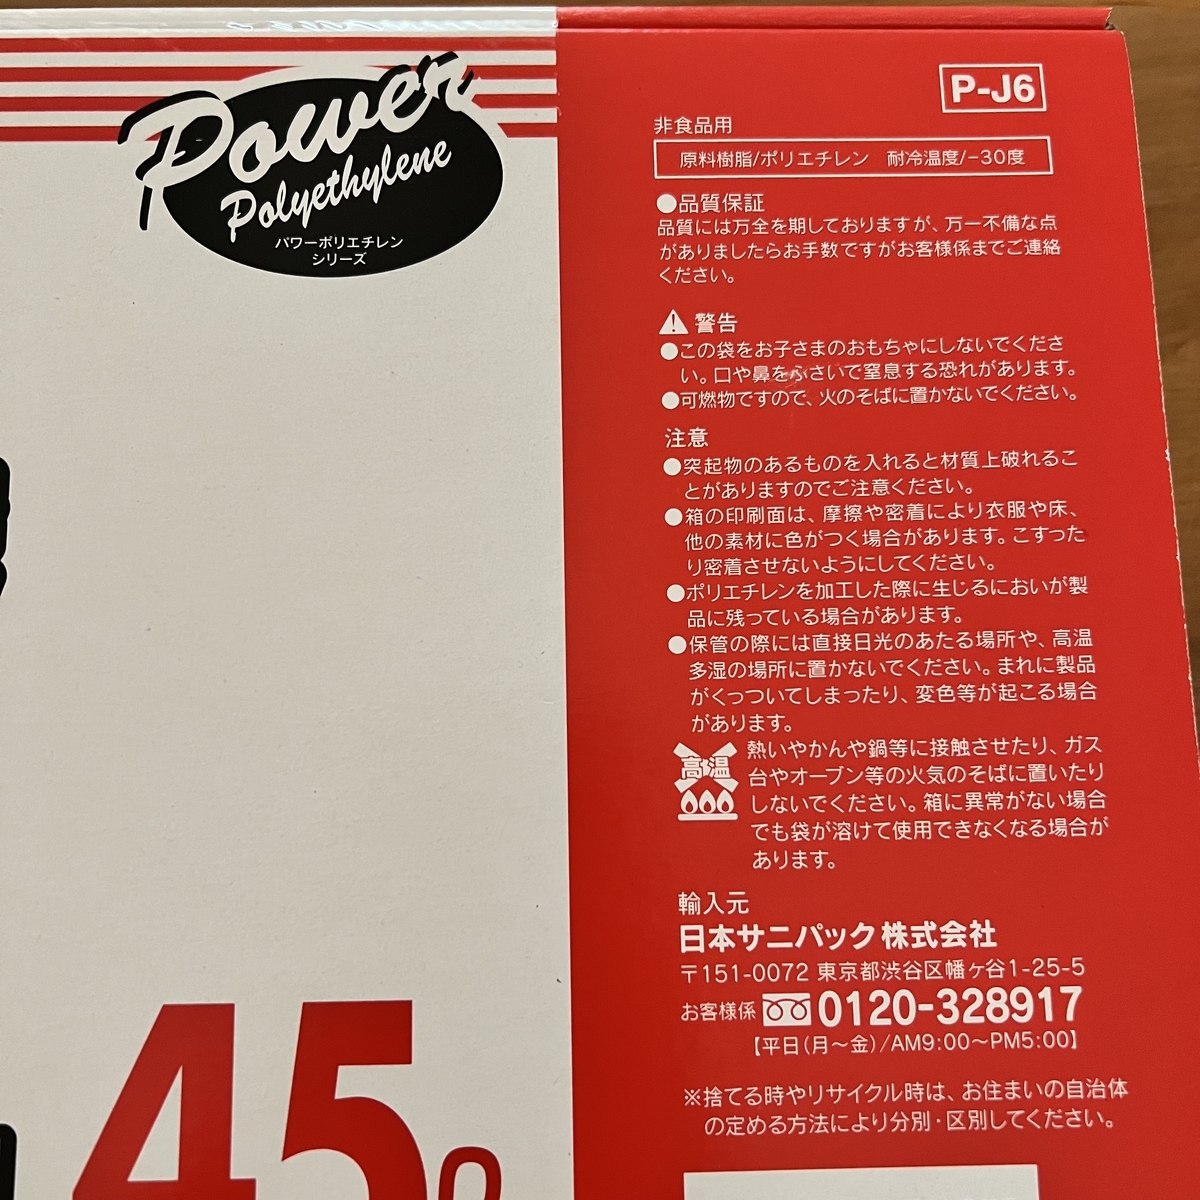 Power
Polyethylene
パワーポリエチレン
シリーズ
45ℓ
P-J6
非食品用
原料樹脂/ポリエチレン 耐冷温度/-30度
●品質保証
品質には万全を期しておりますが、万一不備な点
がありましたらお手数ですがお客様係までご連絡
ください。
警告
●この袋をお子さまのおもちゃにしないでくださ
い。口や鼻をふさいで窒息する恐れがあります。
●可燃物ですので、火のそばに置かないでください。
注意
●突起物のあるものを入れると材質上破れるこ
とがありますのでご注意ください。
●箱の印刷面は、摩擦や密着により衣服や床、
他の素材に色がつく場合があります。こすった
り密着させないようにしてください。
●ポリエチレンを加工した際に生じるにおいが製
品に残っている場合があります。
●保管の際には直接日光のあたる場所や、高温
多湿の場所に置かないでください。まれに製品
がくっついてしまったり、変色等が起こる場合
があります。
高温
熱いやかんや鍋等に接触させたり、ガス
台やオーブン等の火気のそばに置いたり
しないでください。箱に異常がない場合
でも袋が溶けて使用できなくなる場合が
あります。
輸入元
日本サニパック株式会社
〒151-0072 東京都渋谷区幡ヶ谷1-25-5
お客様係 0120-328917
【平日(月〜金)/AM9:00〜PM5:00】
※捨てる時やリサイクル時は、お住まいの自治体
の定める方法により分別・区別してください。